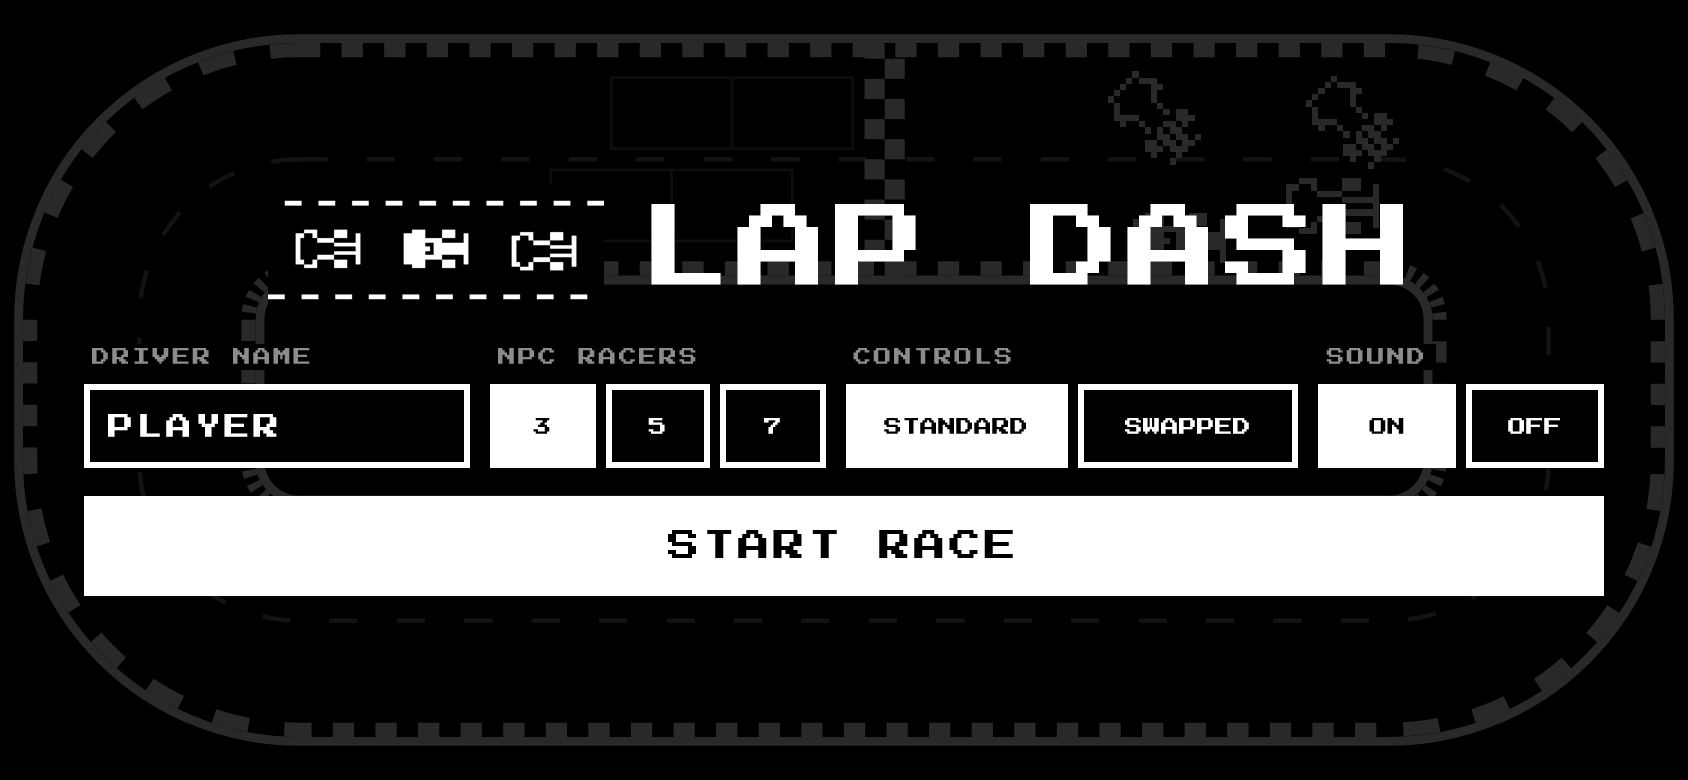 LAP DASH
DRIVER NAME NPC RACERS CONTROLS SOUND
PLAYER 3 5 7 STANDARD SWAPPED ON OFF
START RACE